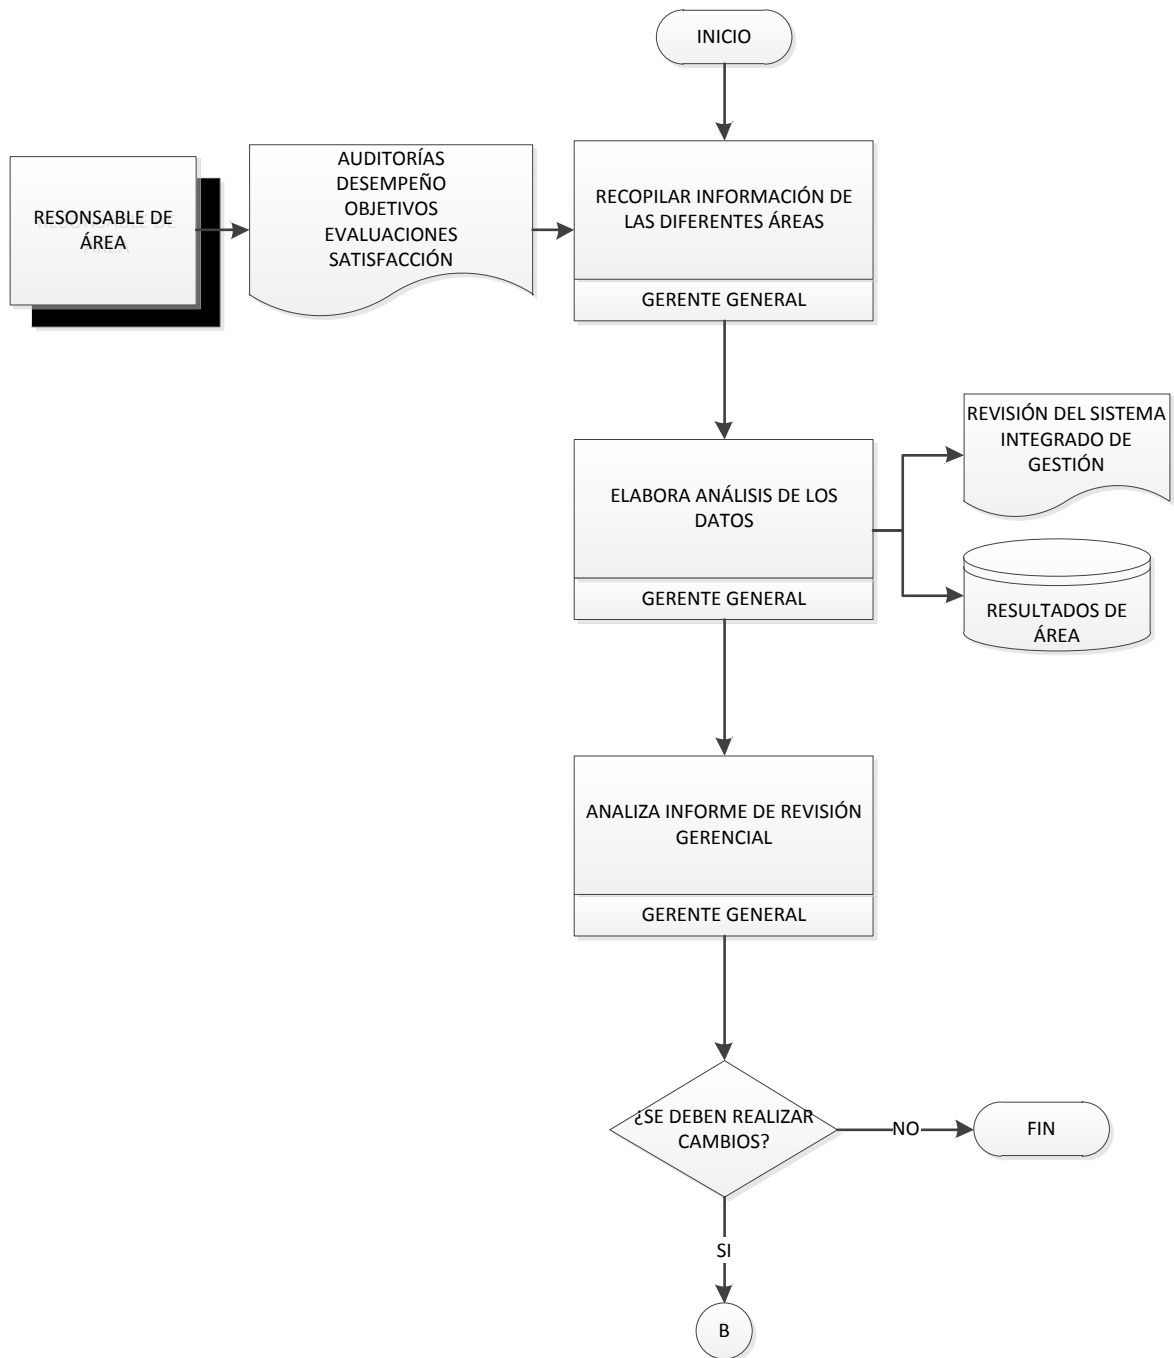 INICIO
RESONSABLE DE
ÁREA
AUDITORÍAS
DESEMPEÑO
OBJETIVOS
EVALUACIONES
SATISFACCIÓN
RECOPILAR INFORMACIÓN DE
LAS DIFERENTES ÁREAS
GERENTE GENERAL
ELABORA ANÁLISIS DE LOS
DATOS
GERENTE GENERAL
REVISIÓN DEL SISTEMA
INTEGRADO DE
GESTIÓN
RESULTADOS DE
ÁREA
ANALIZA INFORME DE REVISIÓN
GERENCIAL
GERENTE GENERAL
¿SE DEBEN REALIZAR
CAMBIOS?
NO
FIN
SI
B